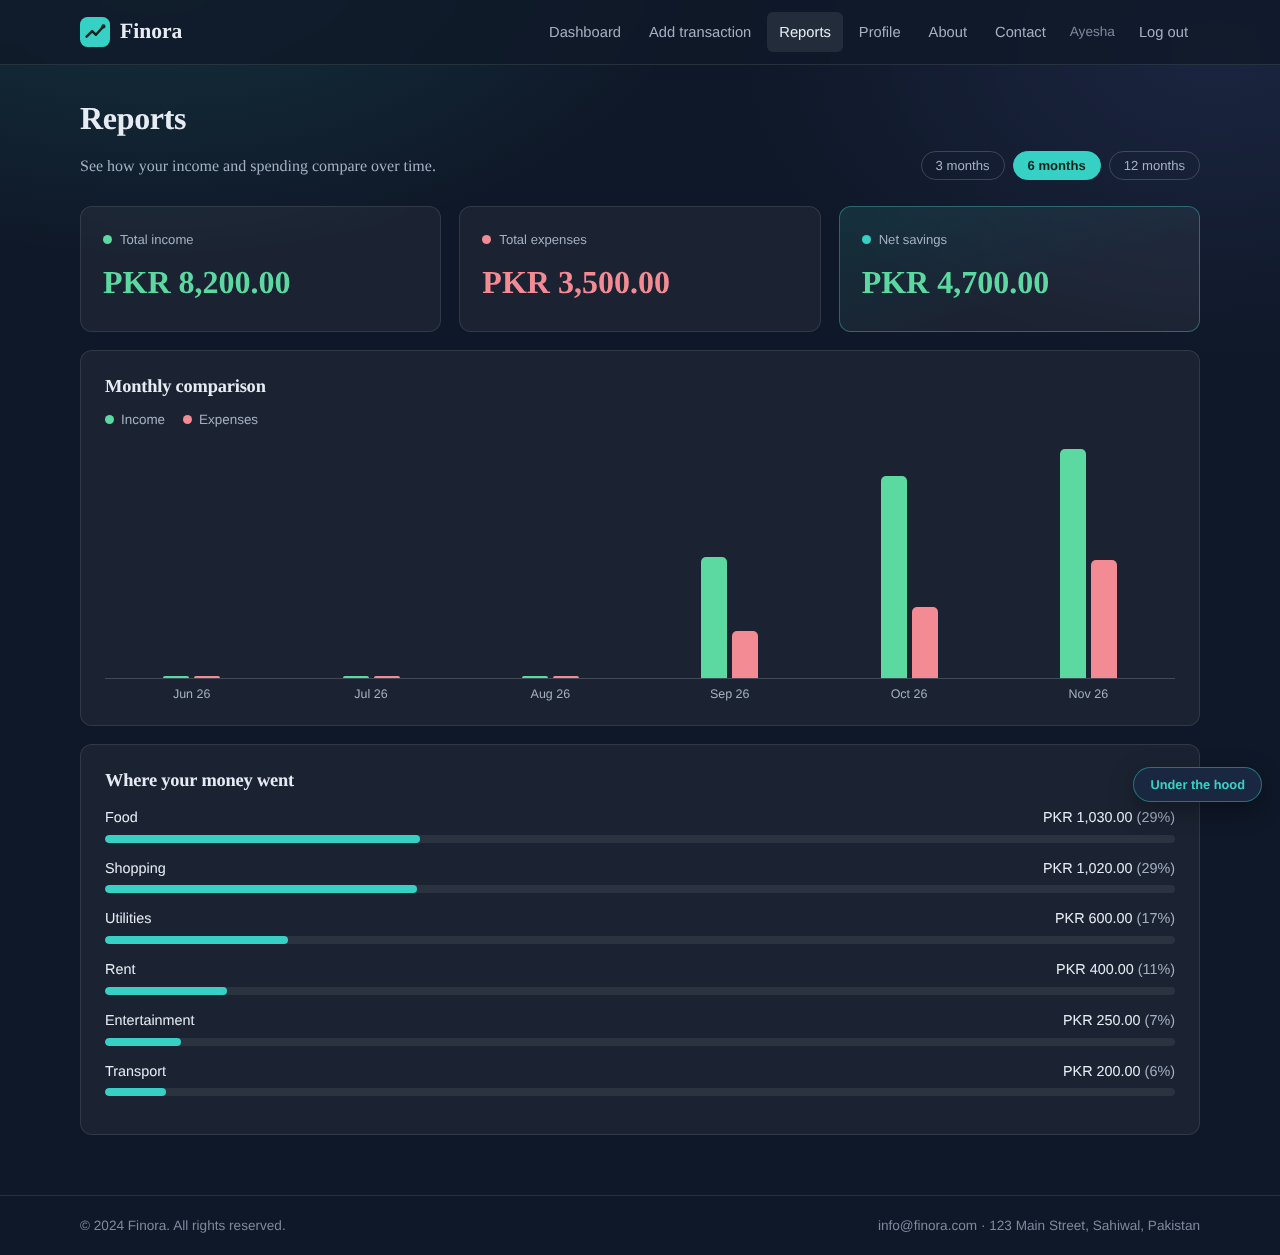 Finora
Dashboard Add transaction Reports Profile About Contact Ayesha Log out
Reports
See how your income and spending compare over time.
3 months 6 months 12 months
Total income
PKR 8,200.00
Total expenses
PKR 3,500.00
Net savings
PKR 4,700.00
Monthly comparison
Income Expenses
Jun 26 Jul 26 Aug 26 Sep 26 Oct 26 Nov 26
Where your money went
Under the hood
Food PKR 1,030.00 (29%)
Shopping PKR 1,020.00 (29%)
Utilities PKR 600.00 (17%)
Rent PKR 400.00 (11%)
Entertainment PKR 250.00 (7%)
Transport PKR 200.00 (6%)
© 2024 Finora. All rights reserved. info@finora.com · 123 Main Street, Sahiwal, Pakistan